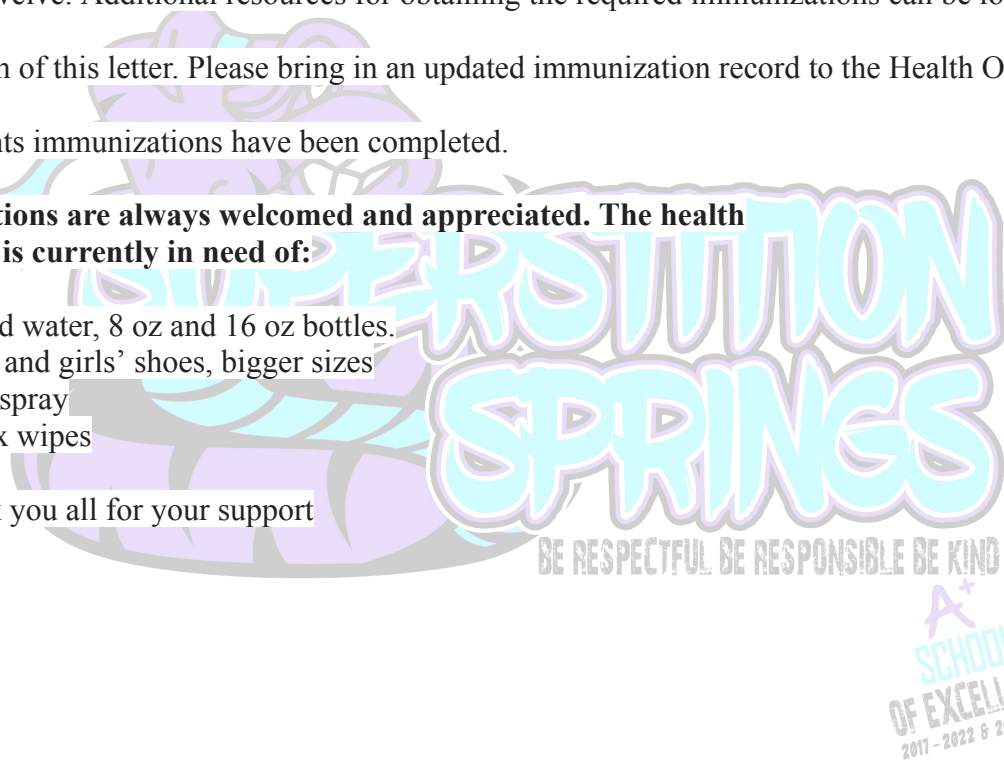 welve. Additional resources for obtaining the required immunizations can be lo
n of this letter. Please bring in an updated immunization record to the Health O
nts immunizations have been completed.
tions are always welcomed and appreciated. The health
is currently in need of:
d water, 8 oz and 16 oz bottles.
and girls’ shoes, bigger sizes
spray
x wipes
you all for your support
SUPERSTITION
SPRINGS
BE RESPECTFUL BE RESPONSIBLE BE KIND
A+
SCHOOL
OF EXCELL
2017 - 2022 & 2